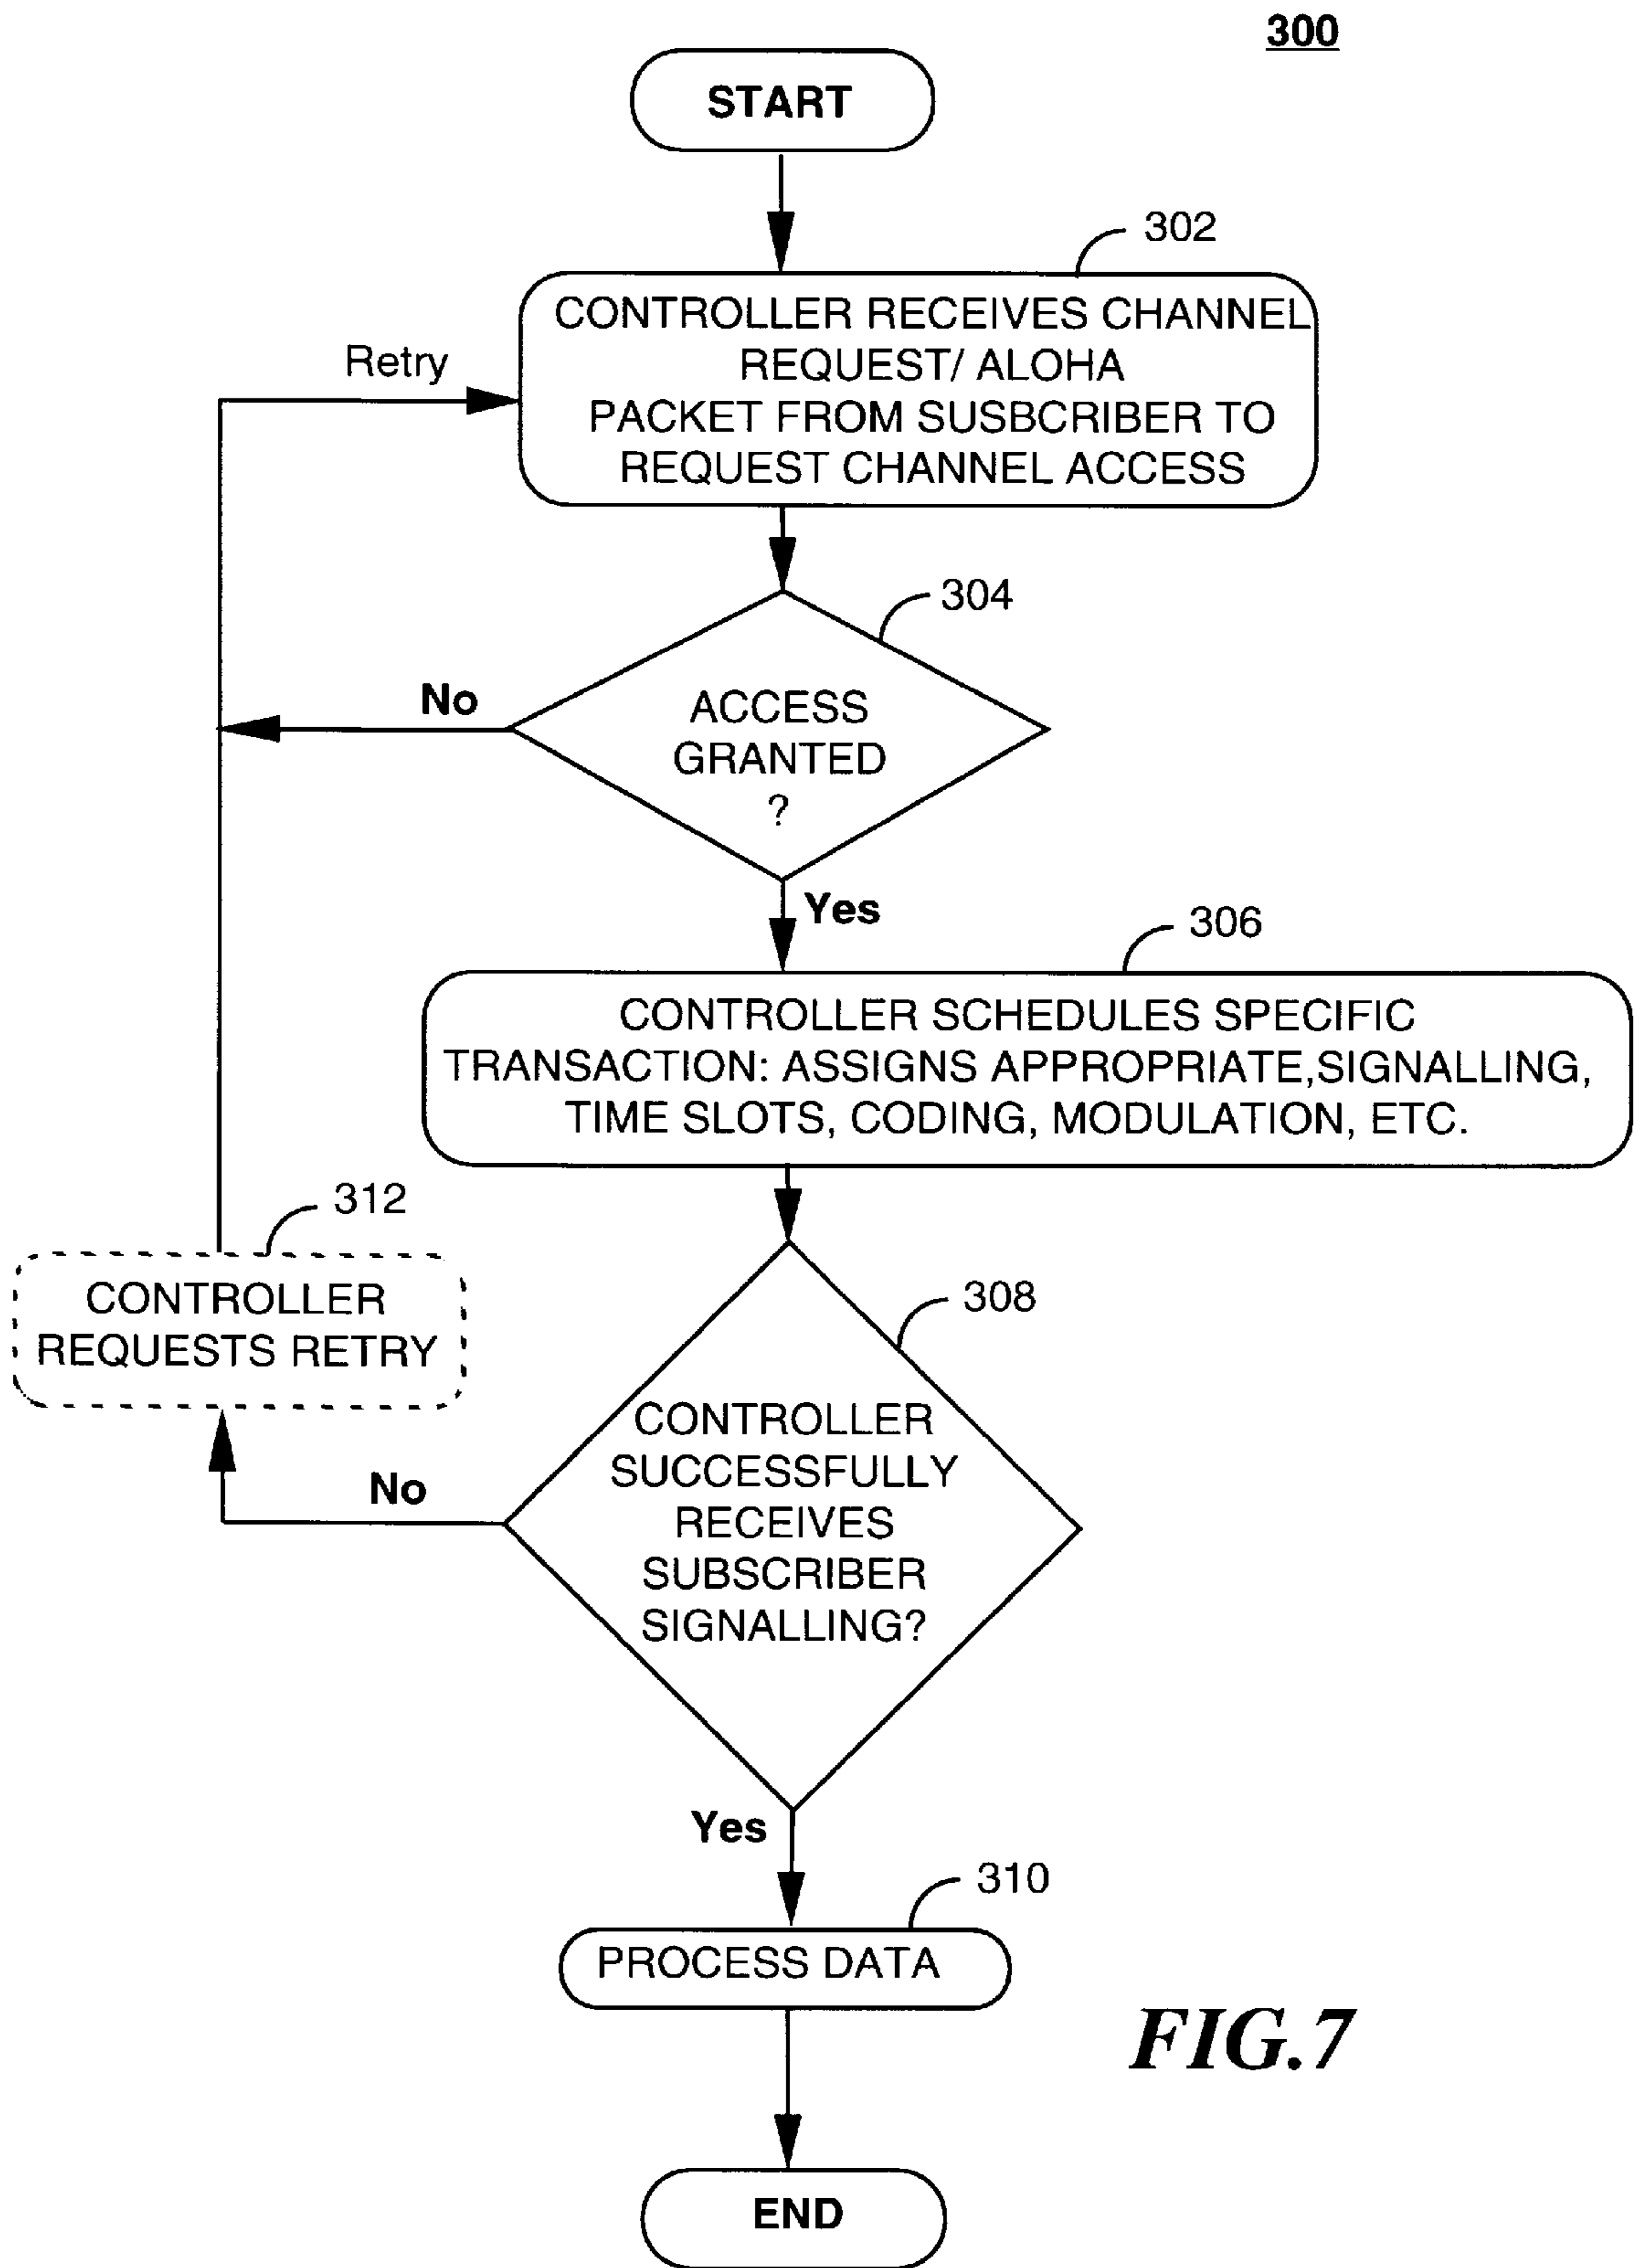 300
START
302
CONTROLLER RECEIVES CHANNEL
REQUEST/ ALOHA
PACKET FROM SUSBCRIBER TO
REQUEST CHANNEL ACCESS
Retry
304
ACCESS
GRANTED
?
No
Yes
306
CONTROLLER SCHEDULES SPECIFIC
TRANSACTION: ASSIGNS APPROPRIATE,SIGNALLING,
TIME SLOTS, CODING, MODULATION, ETC.
312
CONTROLLER
REQUESTS RETRY
308
CONTROLLER
SUCCESSFULLY
RECEIVES
SUBSCRIBER
SIGNALLING?
No
Yes
310
PROCESS DATA
FIG.7
END